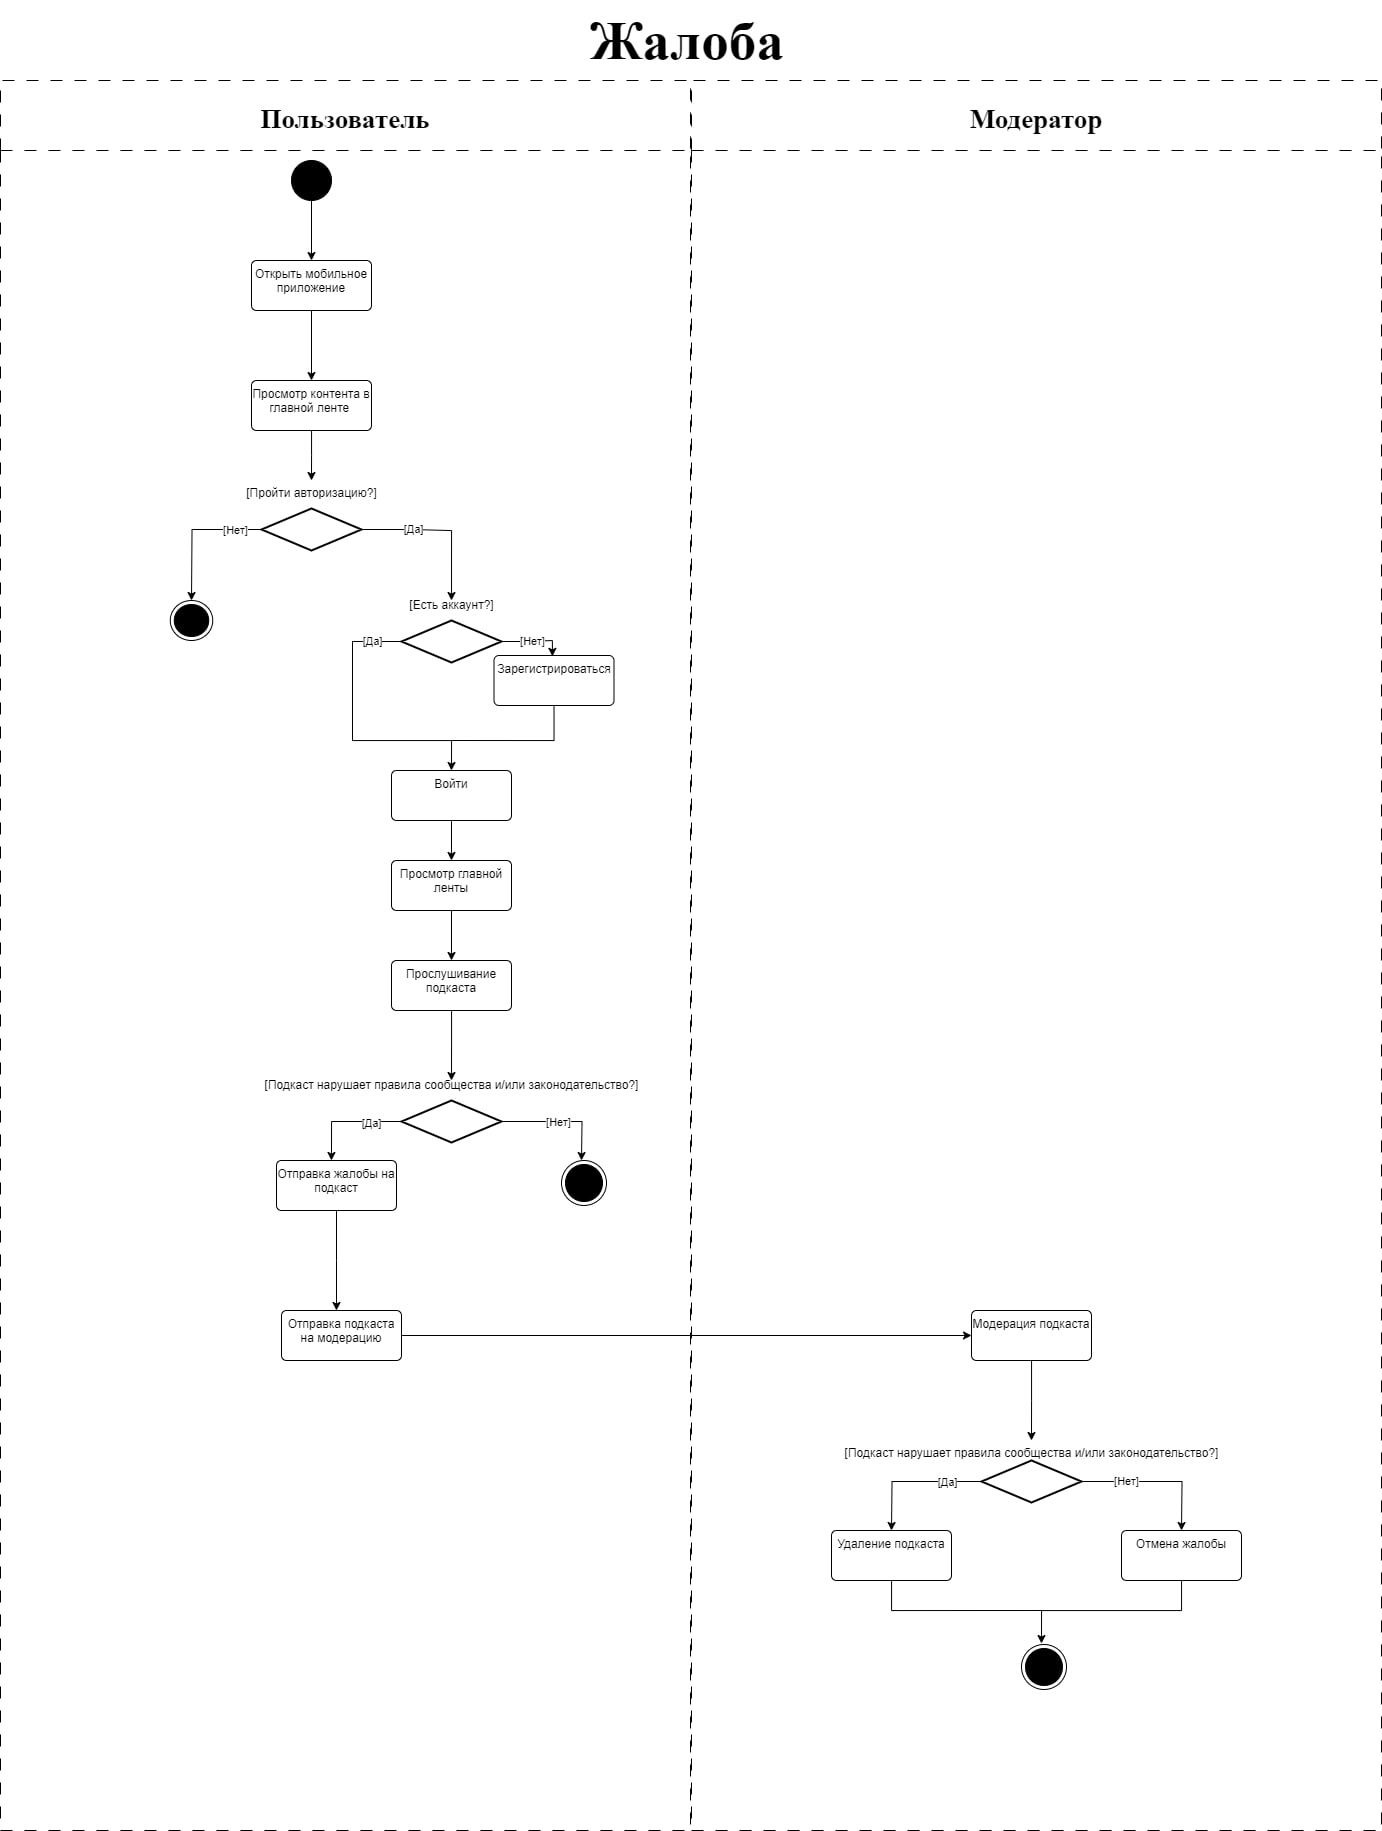 Жалоба
Пользователь
Модератор
Открыть мобильное
приложение
Просмотр контента в
главной ленте
[Пройти авторизацию?]
[Нет]
[Да]
[Есть аккаунт?]
[Да]
[Нет]
Зарегистрироваться
Войти
Просмотр главной
ленты
Прослушивание
подкаста
[Подкаст нарушает правила сообщества и/или законодательство?]
[Да]
[Нет]
Отправка жалобы на
подкаст
Отправка подкаста
на модерацию
Модерация подкаста
[Подкаст нарушает правила сообщества и/или законодательство?]
[Да]
[Нет]
Удаление подкаста
Отмена жалобы